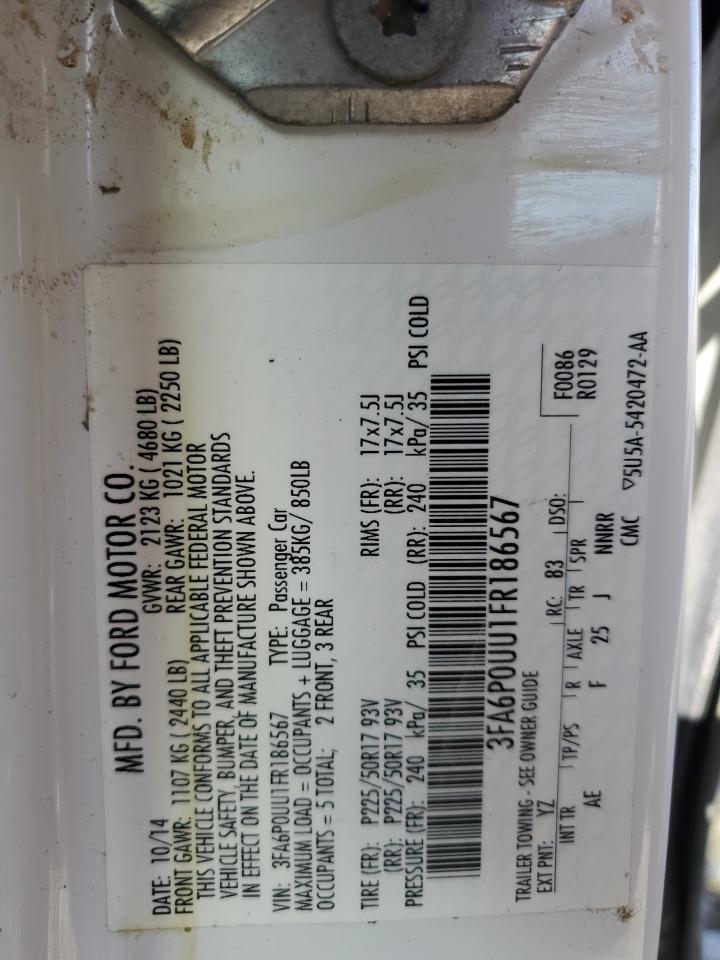 MFD. BY FORD MOTOR CO.
DATE: 10/14 GVWR: 2123 KG ( 4680 LB)
FRONT GAWR: 1107 KG ( 2440 LB) REAR GAWR: 1021 KG ( 2250 LB)
THIS VEHICLE CONFORMS TO ALL APPLICABLE FEDERAL MOTOR
VEHICLE SAFETY, BUMPER, AND THEFT PREVENTION STANDARDS
IN EFFECT ON THE DATE OF MANUFACTURE SHOWN ABOVE.
VIN: 3FA6P0UU1FR186567 TYPE: Passenger Car
MAXIMUM LOAD = OCCUPANTS + LUGGAGE = 385KG/ 850LB
OCCUPANTS = 5 TOTAL; 2 FRONT, 3 REAR
TIRE (FR): P225/50R17 93V RIMS (FR): 17x7.5J
(RR): P225/50R17 93V (RR): 17x7.5J
PRESSURE (FR): 240 kPa/ 35 PSI COLD (RR): 240 kPa/ 35 PSI COLD
3FA6P0UU1FR186567
TRAILER TOWING - SEE OWNER GUIDE
EXT PNT: YZ RC: 83 DSO: F0086
INT TR TP/PS R AXLE TR SPR R0129
AE F 25 J NNRR
CMC ▽5U5A-5420472-AA